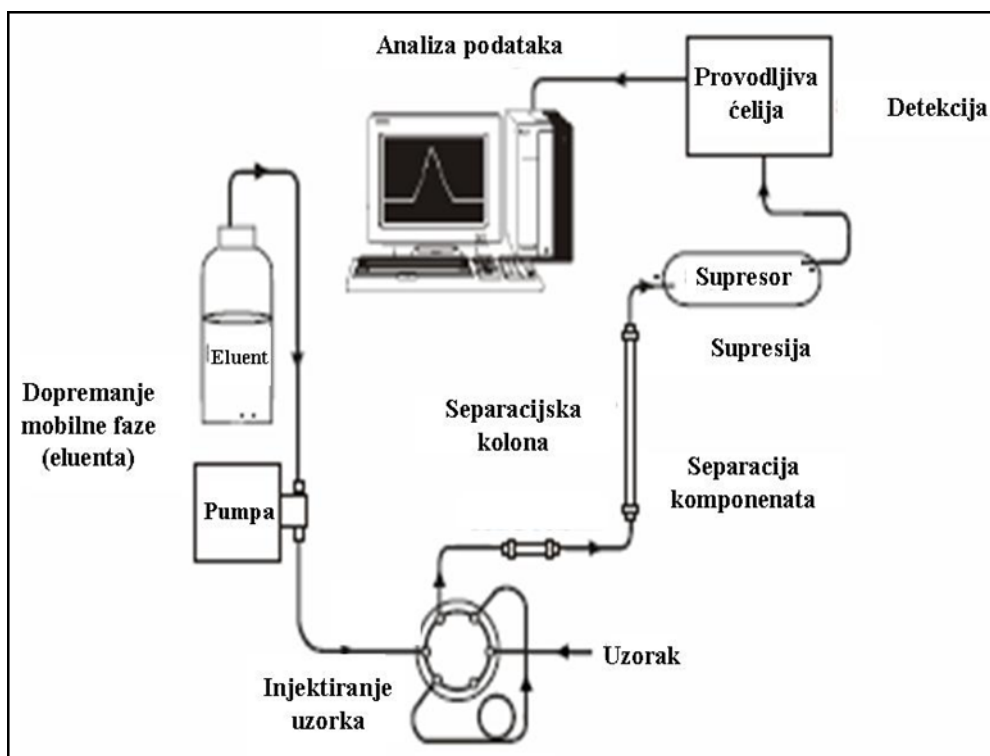 Analiza podataka
Provodljiva
ćelija
Detekcija
Supresor
Supresija
Eluent
Dopremanje
mobilne faze
(eluenta)
Separacijska
kolona
Separacija
komponenata
Pumpa
Uzorak
Injektiranje
uzorka